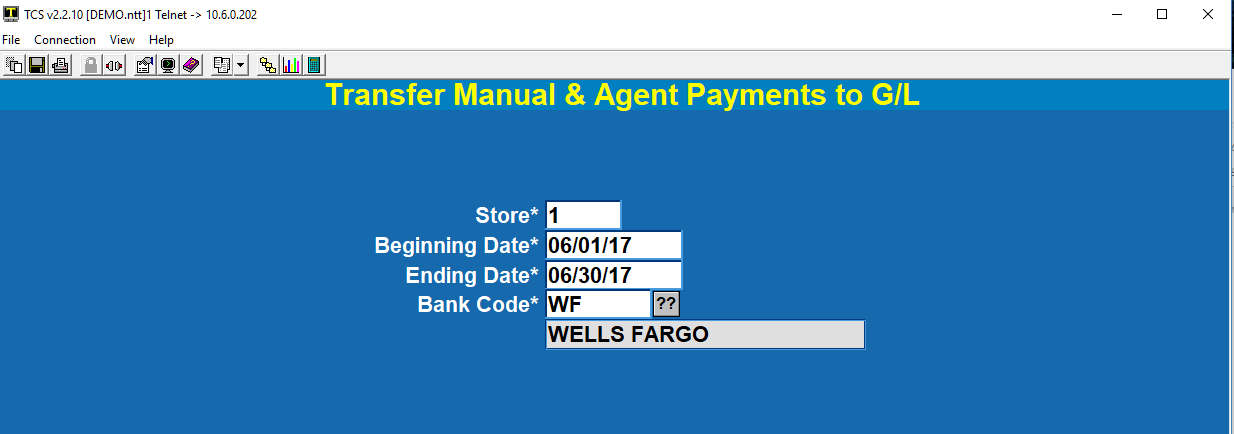 TCS v2.2.10 [DEMO.ntt]1 Telnet -> 10.6.0.202
File Connection View Help
Transfer Manual & Agent Payments to G/L
Store* 1
Beginning Date* 06/01/17
Ending Date* 06/30/17
Bank Code* WF ??
WELLS FARGO